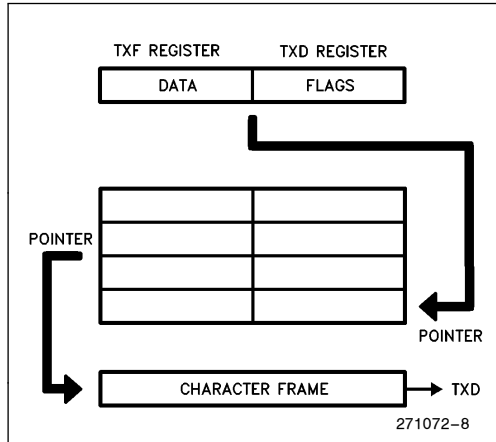 TXF REGISTER TXD REGISTER
DATA FLAGS
POINTER
POINTER
CHARACTER FRAME TXD
271072-8